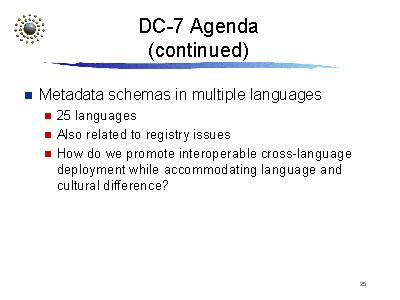 DC-7 Agenda
(continued)
Metadata schemas in multiple languages
25 languages
Also related to registry issues
How do we promote interoperable cross-language
deployment while accommodating language and
cultural difference?
25